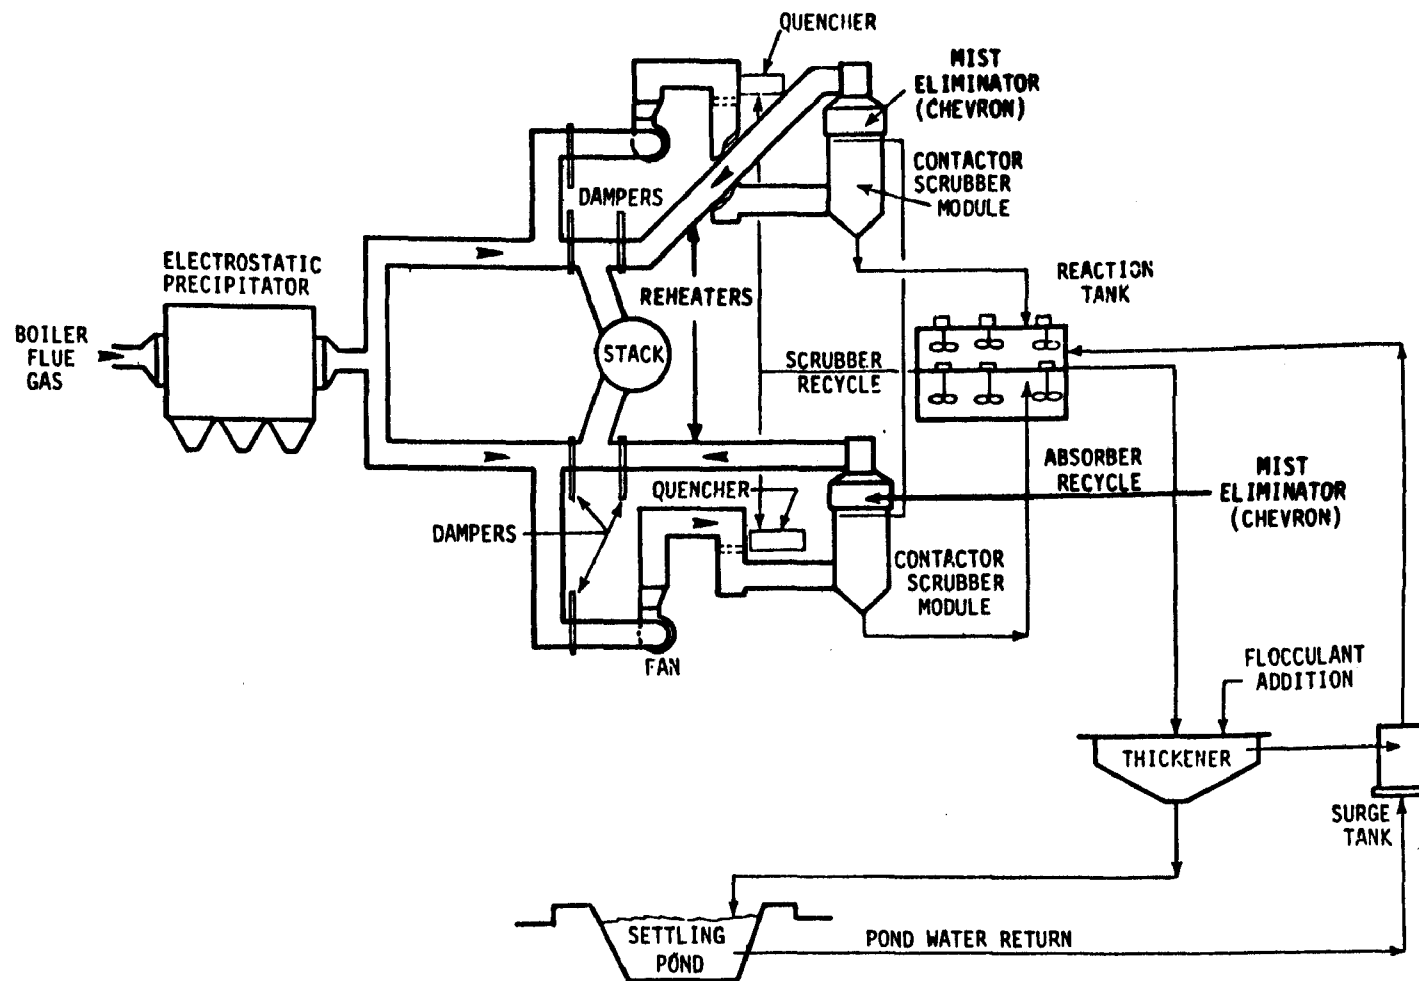 QUENCHER
MIST
ELIMINATOR
(CHEVRON)
CONTACTOR
SCRUBBER
MODULE
DAMPERS
ELECTROSTATIC
PRECIPITATOR
BOILER
FLUE
GAS
REHEATERS
STACK
REACTION
TANK
SCRUBBER
RECYCLE
ABSORBER
RECYCLE
MIST
ELIMINATOR
(CHEVRON)
QUENCHER
DAMPERS
CONTACTOR
SCRUBBER
MODULE
FAN
FLOCCULANT
ADDITION
THICKENER
SURGE
TANK
SETTLING
POND
POND WATER RETURN